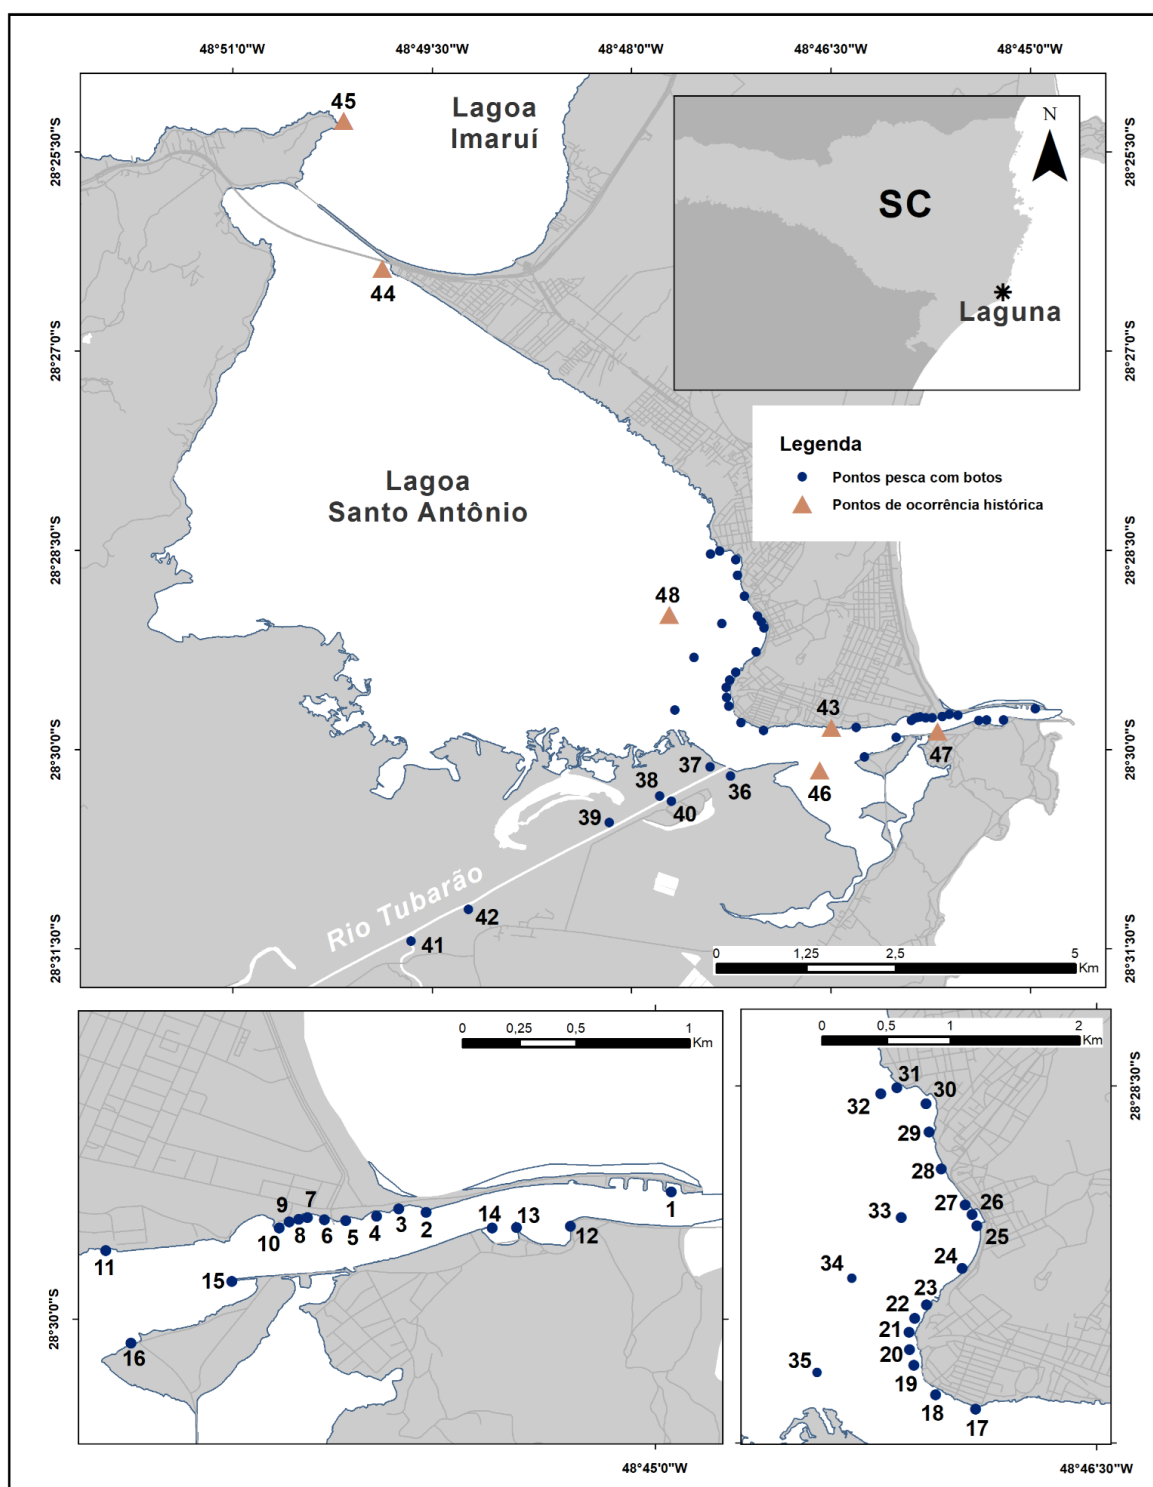 48°51'0"W 48°49'30"W 48°48'0"W 48°46'30"W 48°45'0"W
45
Lagoa
Imaruí
N
28°25'30"S 28°25'30"S
SC
44
Laguna
28°27'0"S 28°27'0"S
Legenda
Pontos pesca com botos
Pontos de ocorrência histórica
Lagoa
Santo Antônio
28°28'30"S 28°28'30"S
48
43
47
28°30'0"S 28°30'0"S
37
36
46
38
40
39
Rio Tubarão
42
41
28°31'30"S 28°31'30"S
0 1,25 2,5 5
Km
0 0,25 0,5 1
Km
1
2
3
4
5
6
7
8
9
10
11
12
13
14
15
16
28°30'0"S
48°45'0"W
0 0,5 1 2
Km
31
30
32
29
28
27
26
33
25
34
24
23
22
21
20
35
19
18
17
28°28'30"S
48°46'30"W